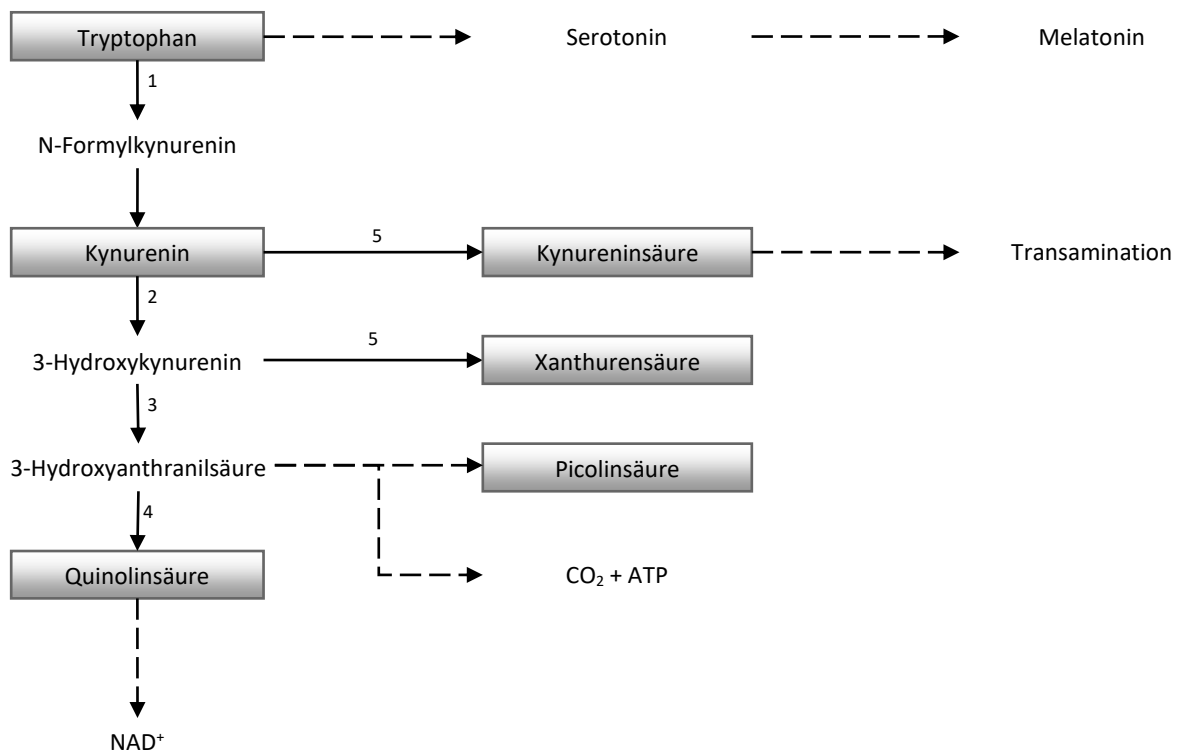 Tryptophan
Serotonin
Melatonin
1
N-Formylkynurenin
Kynurenin
5
Kynureninsäure
Transamination
2
3-Hydroxykynurenin
5
Xanthurensäure
3
3-Hydroxyanthranilsäure
Picolinsäure
4
Quinolinsäure
CO₂ + ATP
NAD⁺